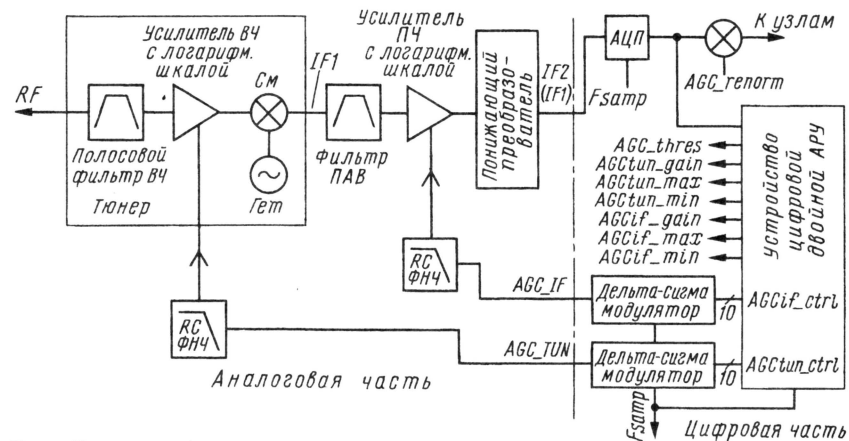 Усилитель ВЧ
с логарифм.
шкалой
Усилитель
ПЧ
с логарифм.
шкалой
RF
См
IF1
Понижающий
преобразо-
ватель
IF2
(IF1)
АЦП
К узлам
Fsamp
AGC_renorm
Полосовой
фильтр ВЧ
Тюнер
Гет
Фильтр
ПАВ
AGC_thres
AGCtun_gain
AGCtun_max
AGCtun_min
AGCif_gain
AGCif_max
AGCif_min
Устройство
цифровой
двойной АРУ
RC
ФНЧ
AGC_IF
Дельта-сигма
модулятор
10
AGCif_ctrl
RC
ФНЧ
AGC_TUN
Дельта-сигма
модулятор
10
AGCtun_ctrl
Аналоговая часть
Fsamp
Цифровая часть